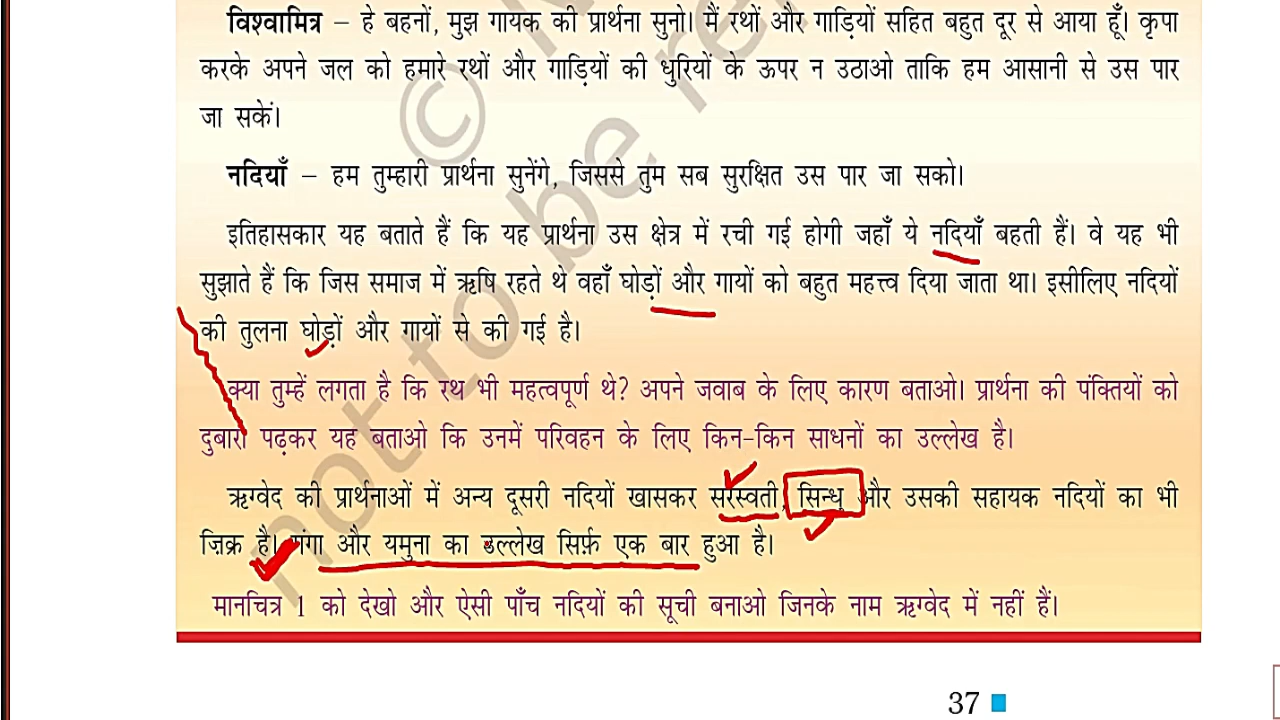 विश्वामित्र – हे बहनों, मुझ गायक की प्रार्थना सुनो। मैं रथों और गाड़ियों सहित बहुत दूर से आया हूँ। कृपा
करके अपने जल को हमारे रथों और गाड़ियों की धुरियों के ऊपर न उठाओ ताकि हम आसानी से उस पार
जा सकें।
नदियाँ – हम तुम्हारी प्रार्थना सुनेंगे, जिससे तुम सब सुरक्षित उस पार जा सको।
इतिहासकार यह बताते हैं कि यह प्रार्थना उस क्षेत्र में रची गई होगी जहाँ ये नदियाँ बहती हैं। वे यह भी
सुझाते हैं कि जिस समाज में ऋषि रहते थे वहाँ घोड़ों और गायों को बहुत महत्त्व दिया जाता था। इसीलिए नदियों
की तुलना घोड़ों और गायों से की गई है।
क्या तुम्हें लगता है कि रथ भी महत्वपूर्ण थे? अपने जवाब के लिए कारण बताओ। प्रार्थना की पंक्तियों को
दुबारा पढ़कर यह बताओ कि उनमें परिवहन के लिए किन-किन साधनों का उल्लेख है।
ऋग्वेद की प्रार्थनाओं में अन्य दूसरी नदियों खासकर सरस्वती, सिन्धु और उसकी सहायक नदियों का भी
ज़िक्र है। गंगा और यमुना का उल्लेख सिर्फ़ एक बार हुआ है।
मानचित्र 1 को देखो और ऐसी पाँच नदियों की सूची बनाओ जिनके नाम ऋग्वेद में नहीं हैं।
© not to be
37